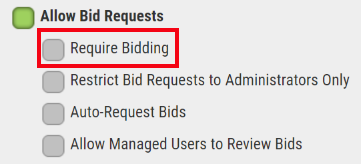 Allow Bid Requests
Require Bidding
Restrict Bid Requests to Administrators Only
Auto-Request Bids
Allow Managed Users to Review Bids